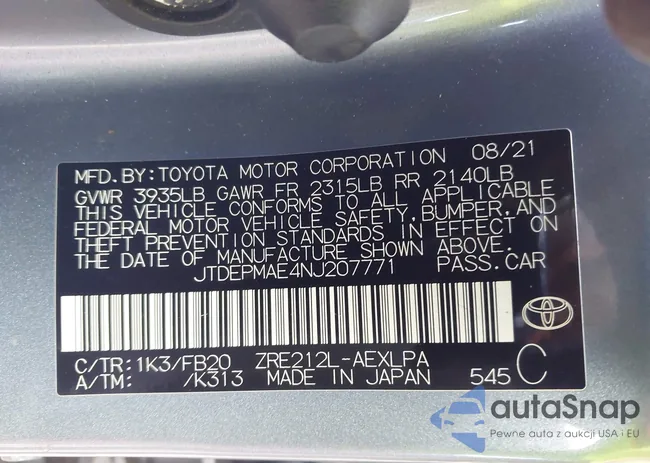 MFD. BY: TOYOTA MOTOR CORPORATION 08/21
GVWR 3935LB GAWR FR 2315LB RR 2140LB
THIS VEHICLE CONFORMS TO ALL APPLICABLE
FEDERAL MOTOR VEHICLE SAFETY, BUMPER, AND
THEFT PREVENTION STANDARDS IN EFFECT ON
THE DATE OF MANUFACTURE SHOWN ABOVE.
JTDEPMAE4NJ207771 PASS. CAR
C/TR: 1K3/FB20 ZRE212L-AEXLPA
A/TM: /K313 MADE IN JAPAN 545 C
autaSnap
Pewne auta z aukcji USA i EU